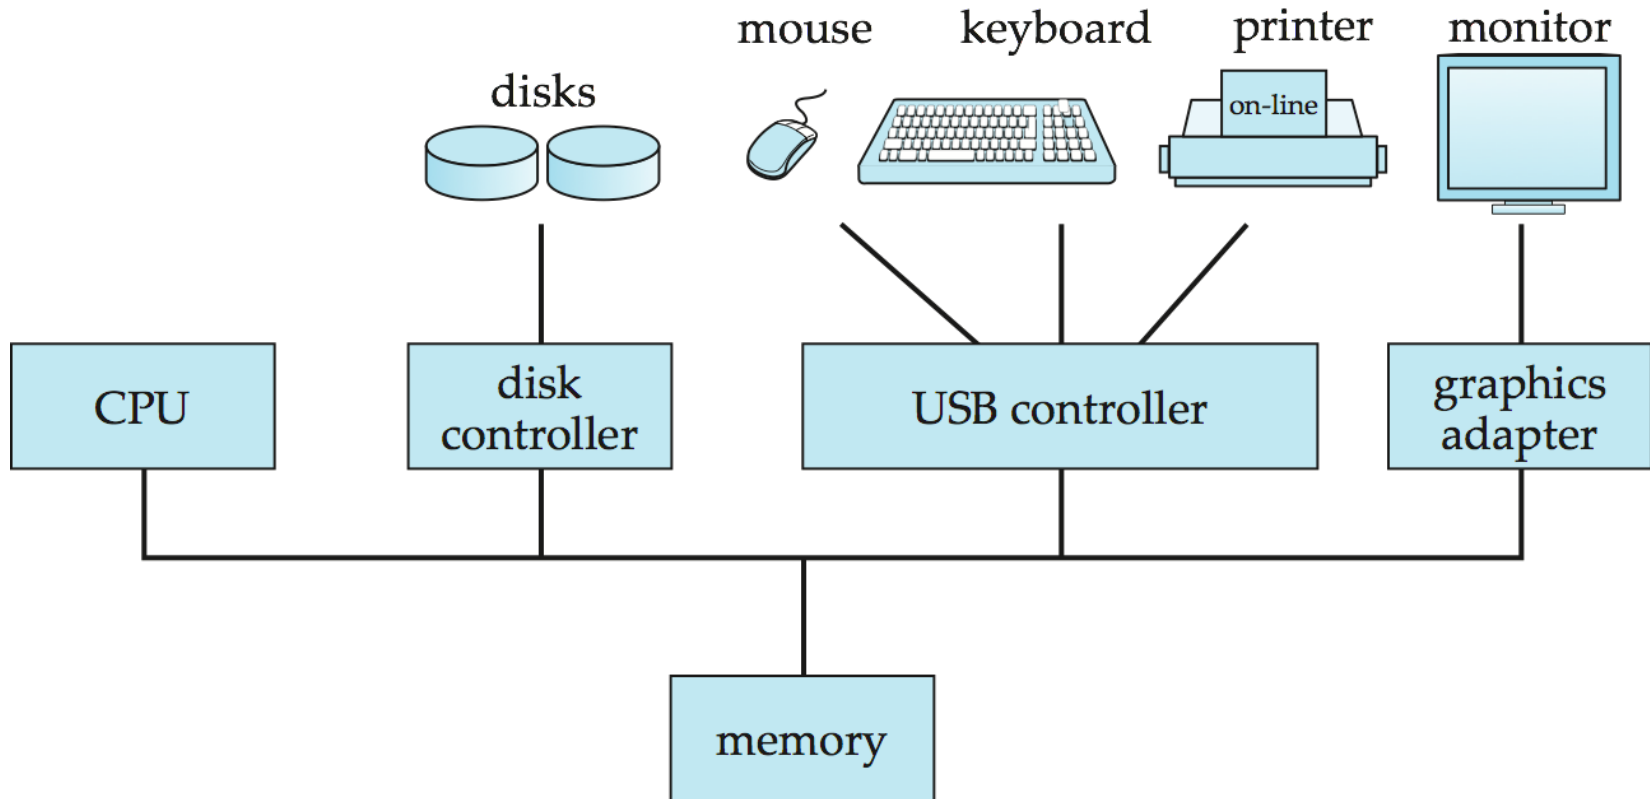 mouse
keyboard
printer
monitor
disks
on-line
CPU
disk
controller
USB controller
graphics
adapter
memory